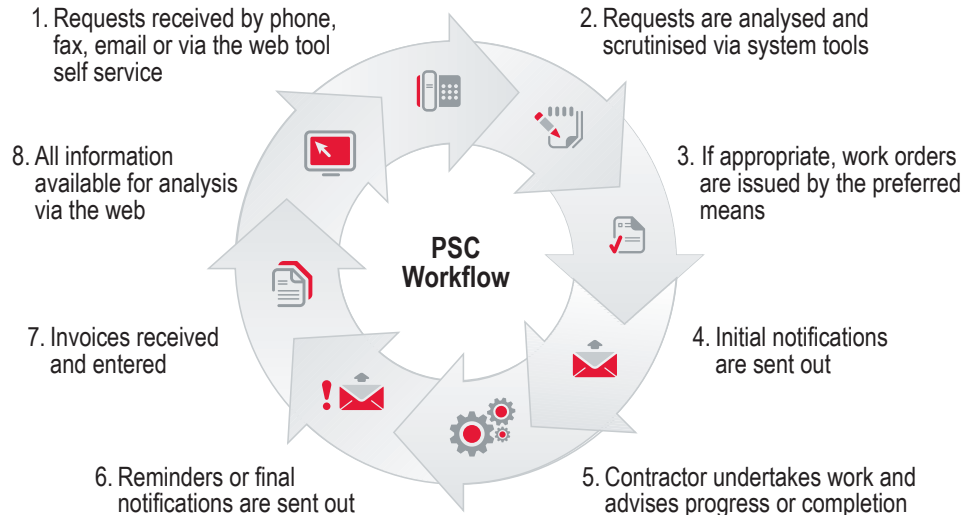 1. Requests received by phone,
fax, email or via the web tool
self service
2. Requests are analysed and
scrutinised via system tools
3. If appropriate, work orders
are issued by the preferred
means
4. Initial notifications
are sent out
5. Contractor undertakes work and
advises progress or completion
6. Reminders or final
notifications are sent out
7. Invoices received
and entered
8. All information
available for analysis
via the web
PSC
Workflow